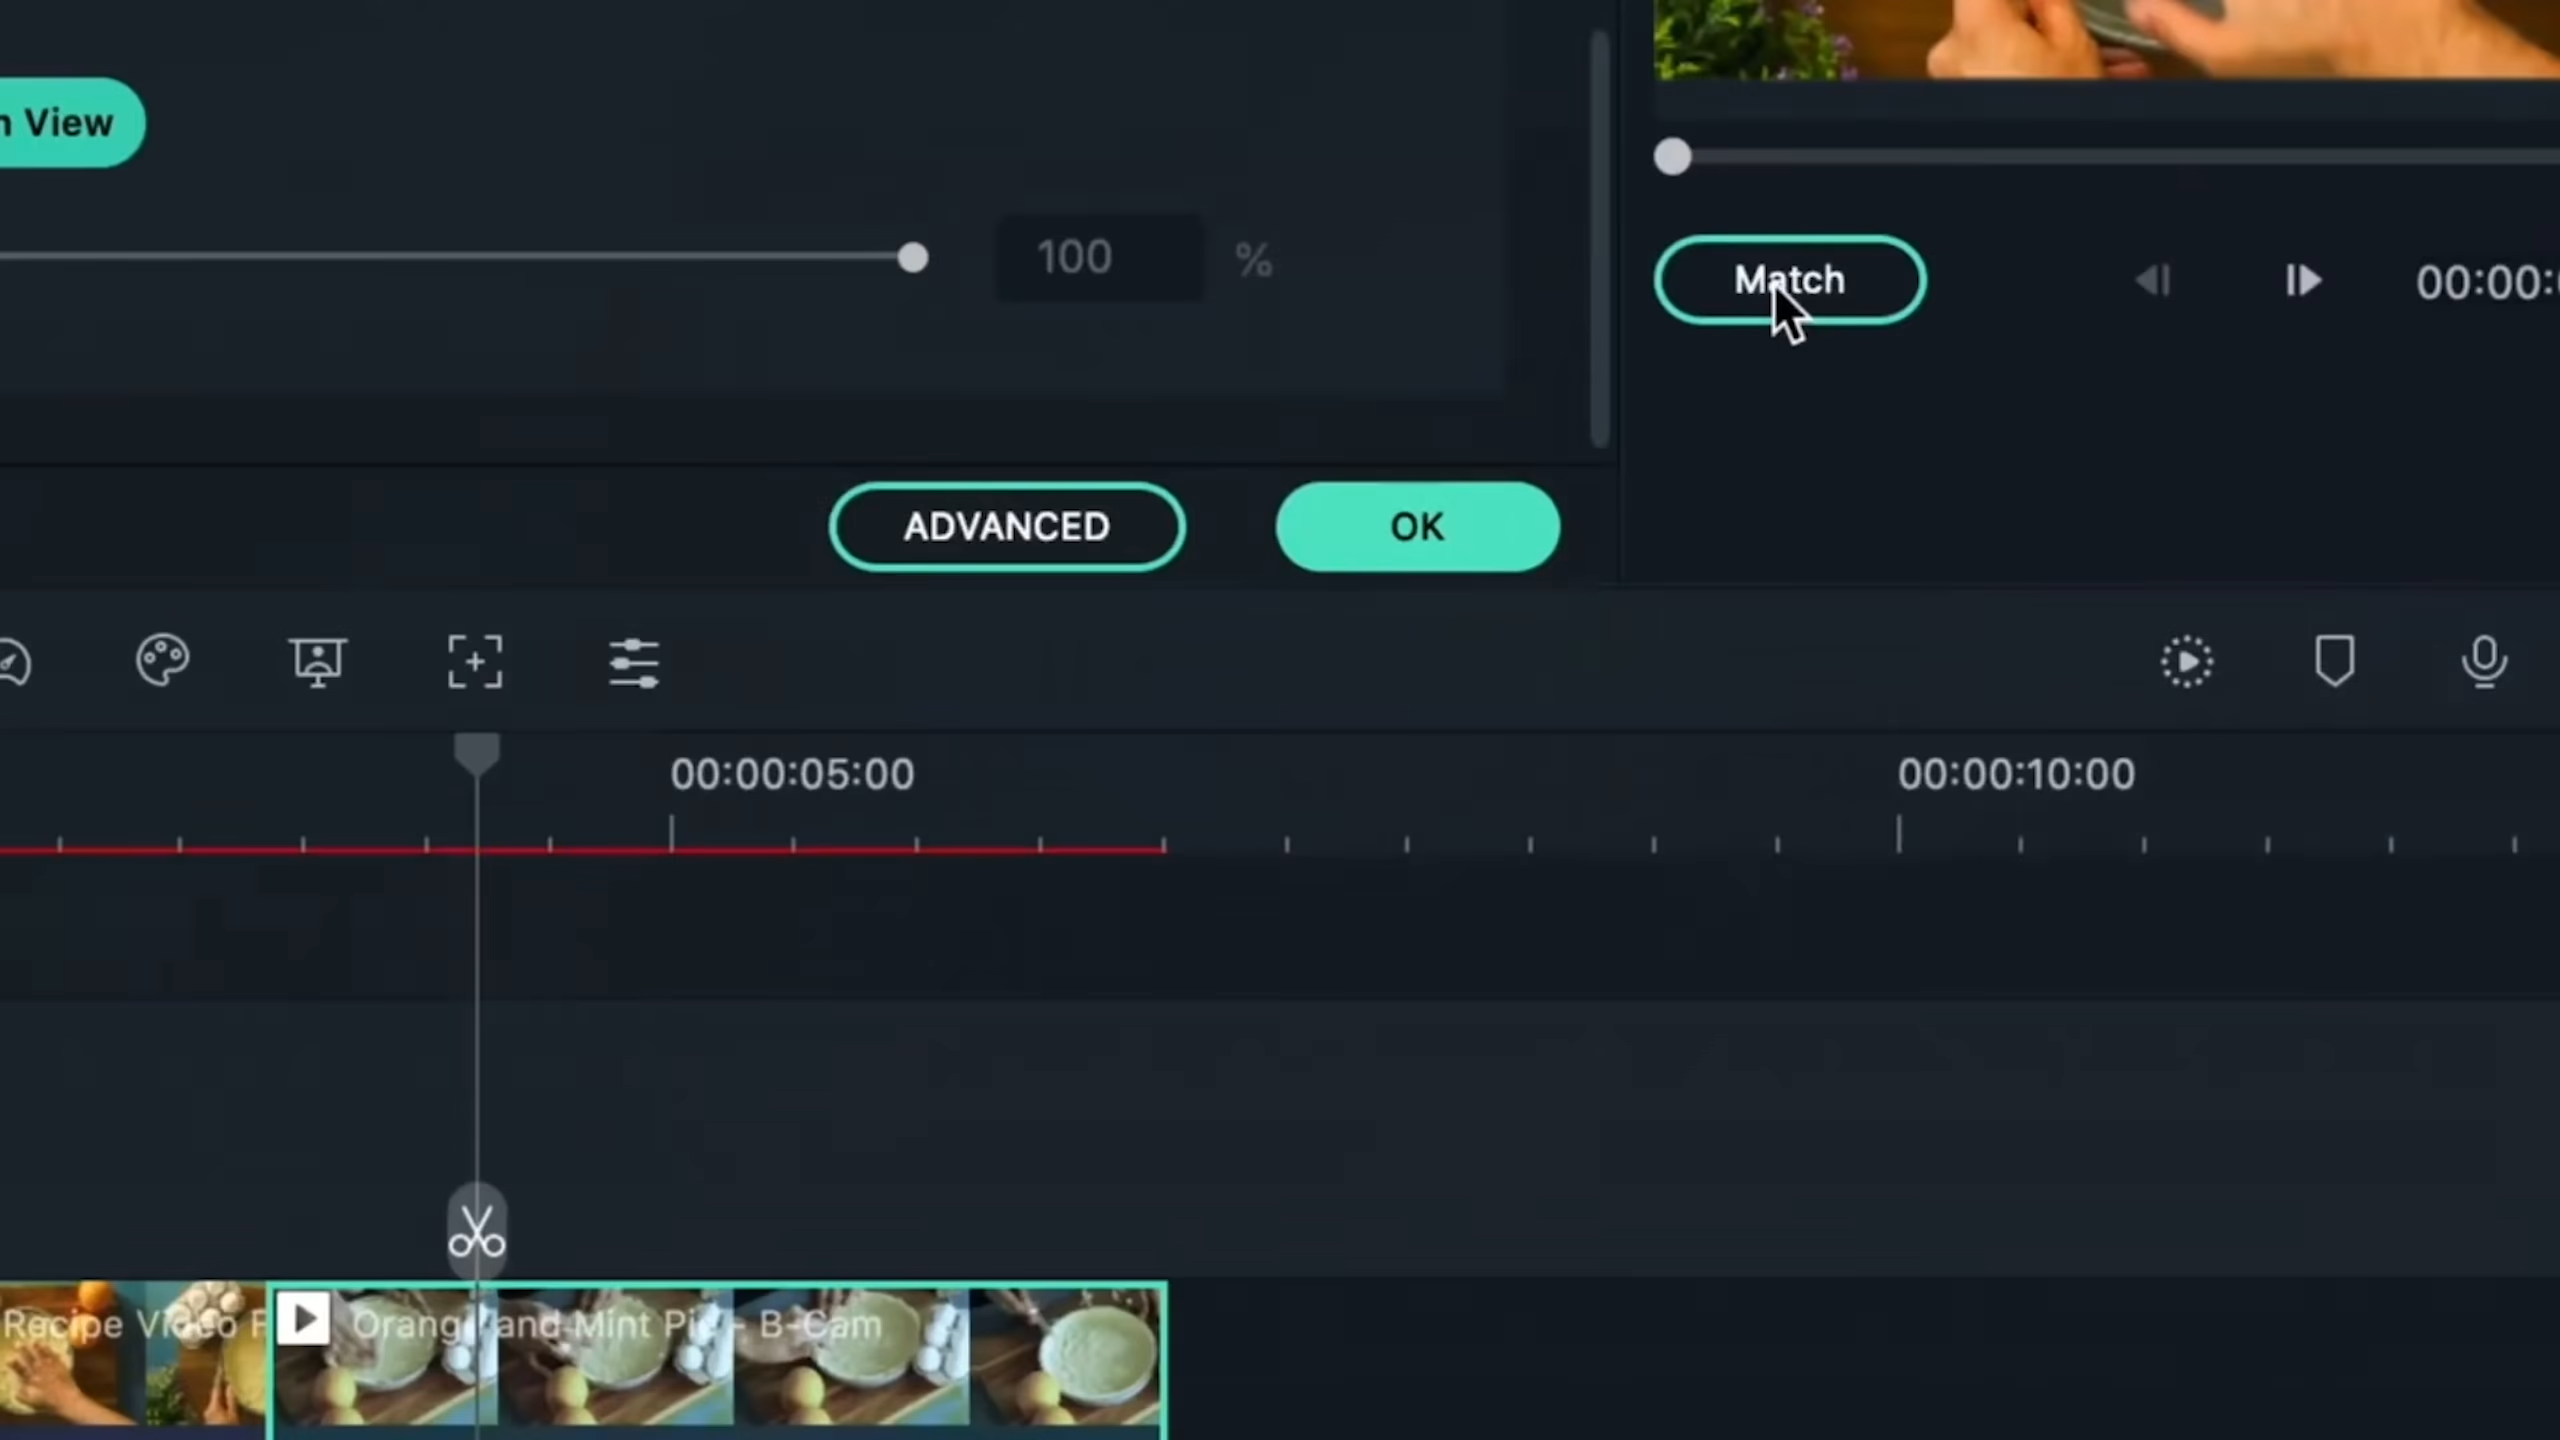 n View
100 %
Match
00:00:
ADVANCED
OK
00:00:05:00
00:00:10:00
Recipe Video F
Orange and Mint Pie - B-Cam